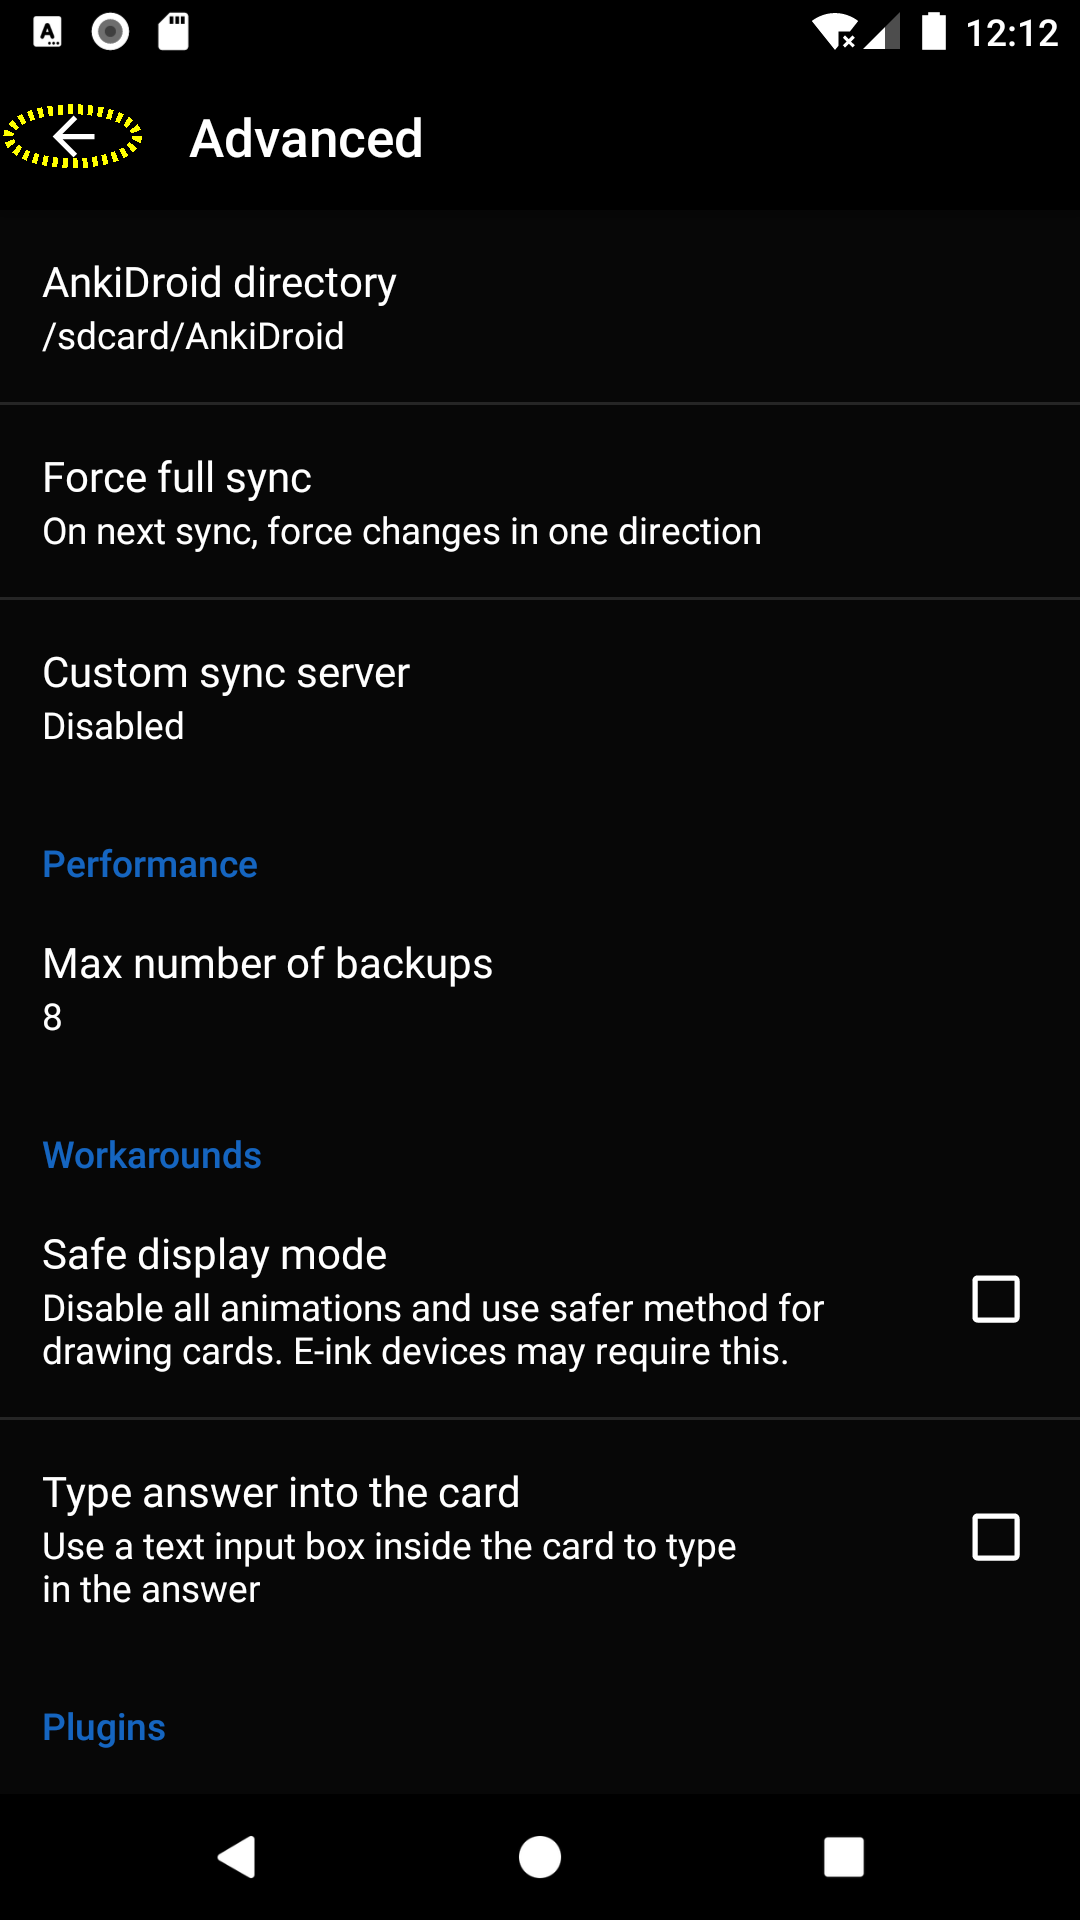 12:12
Advanced
AnkiDroid directory
/sdcard/AnkiDroid
Force full sync
On next sync, force changes in one direction
Custom sync server
Disabled
Performance
Max number of backups
8
Workarounds
Safe display mode
Disable all animations and use safer method for
drawing cards. E-ink devices may require this.
Type answer into the card
Use a text input box inside the card to type
in the answer
Plugins